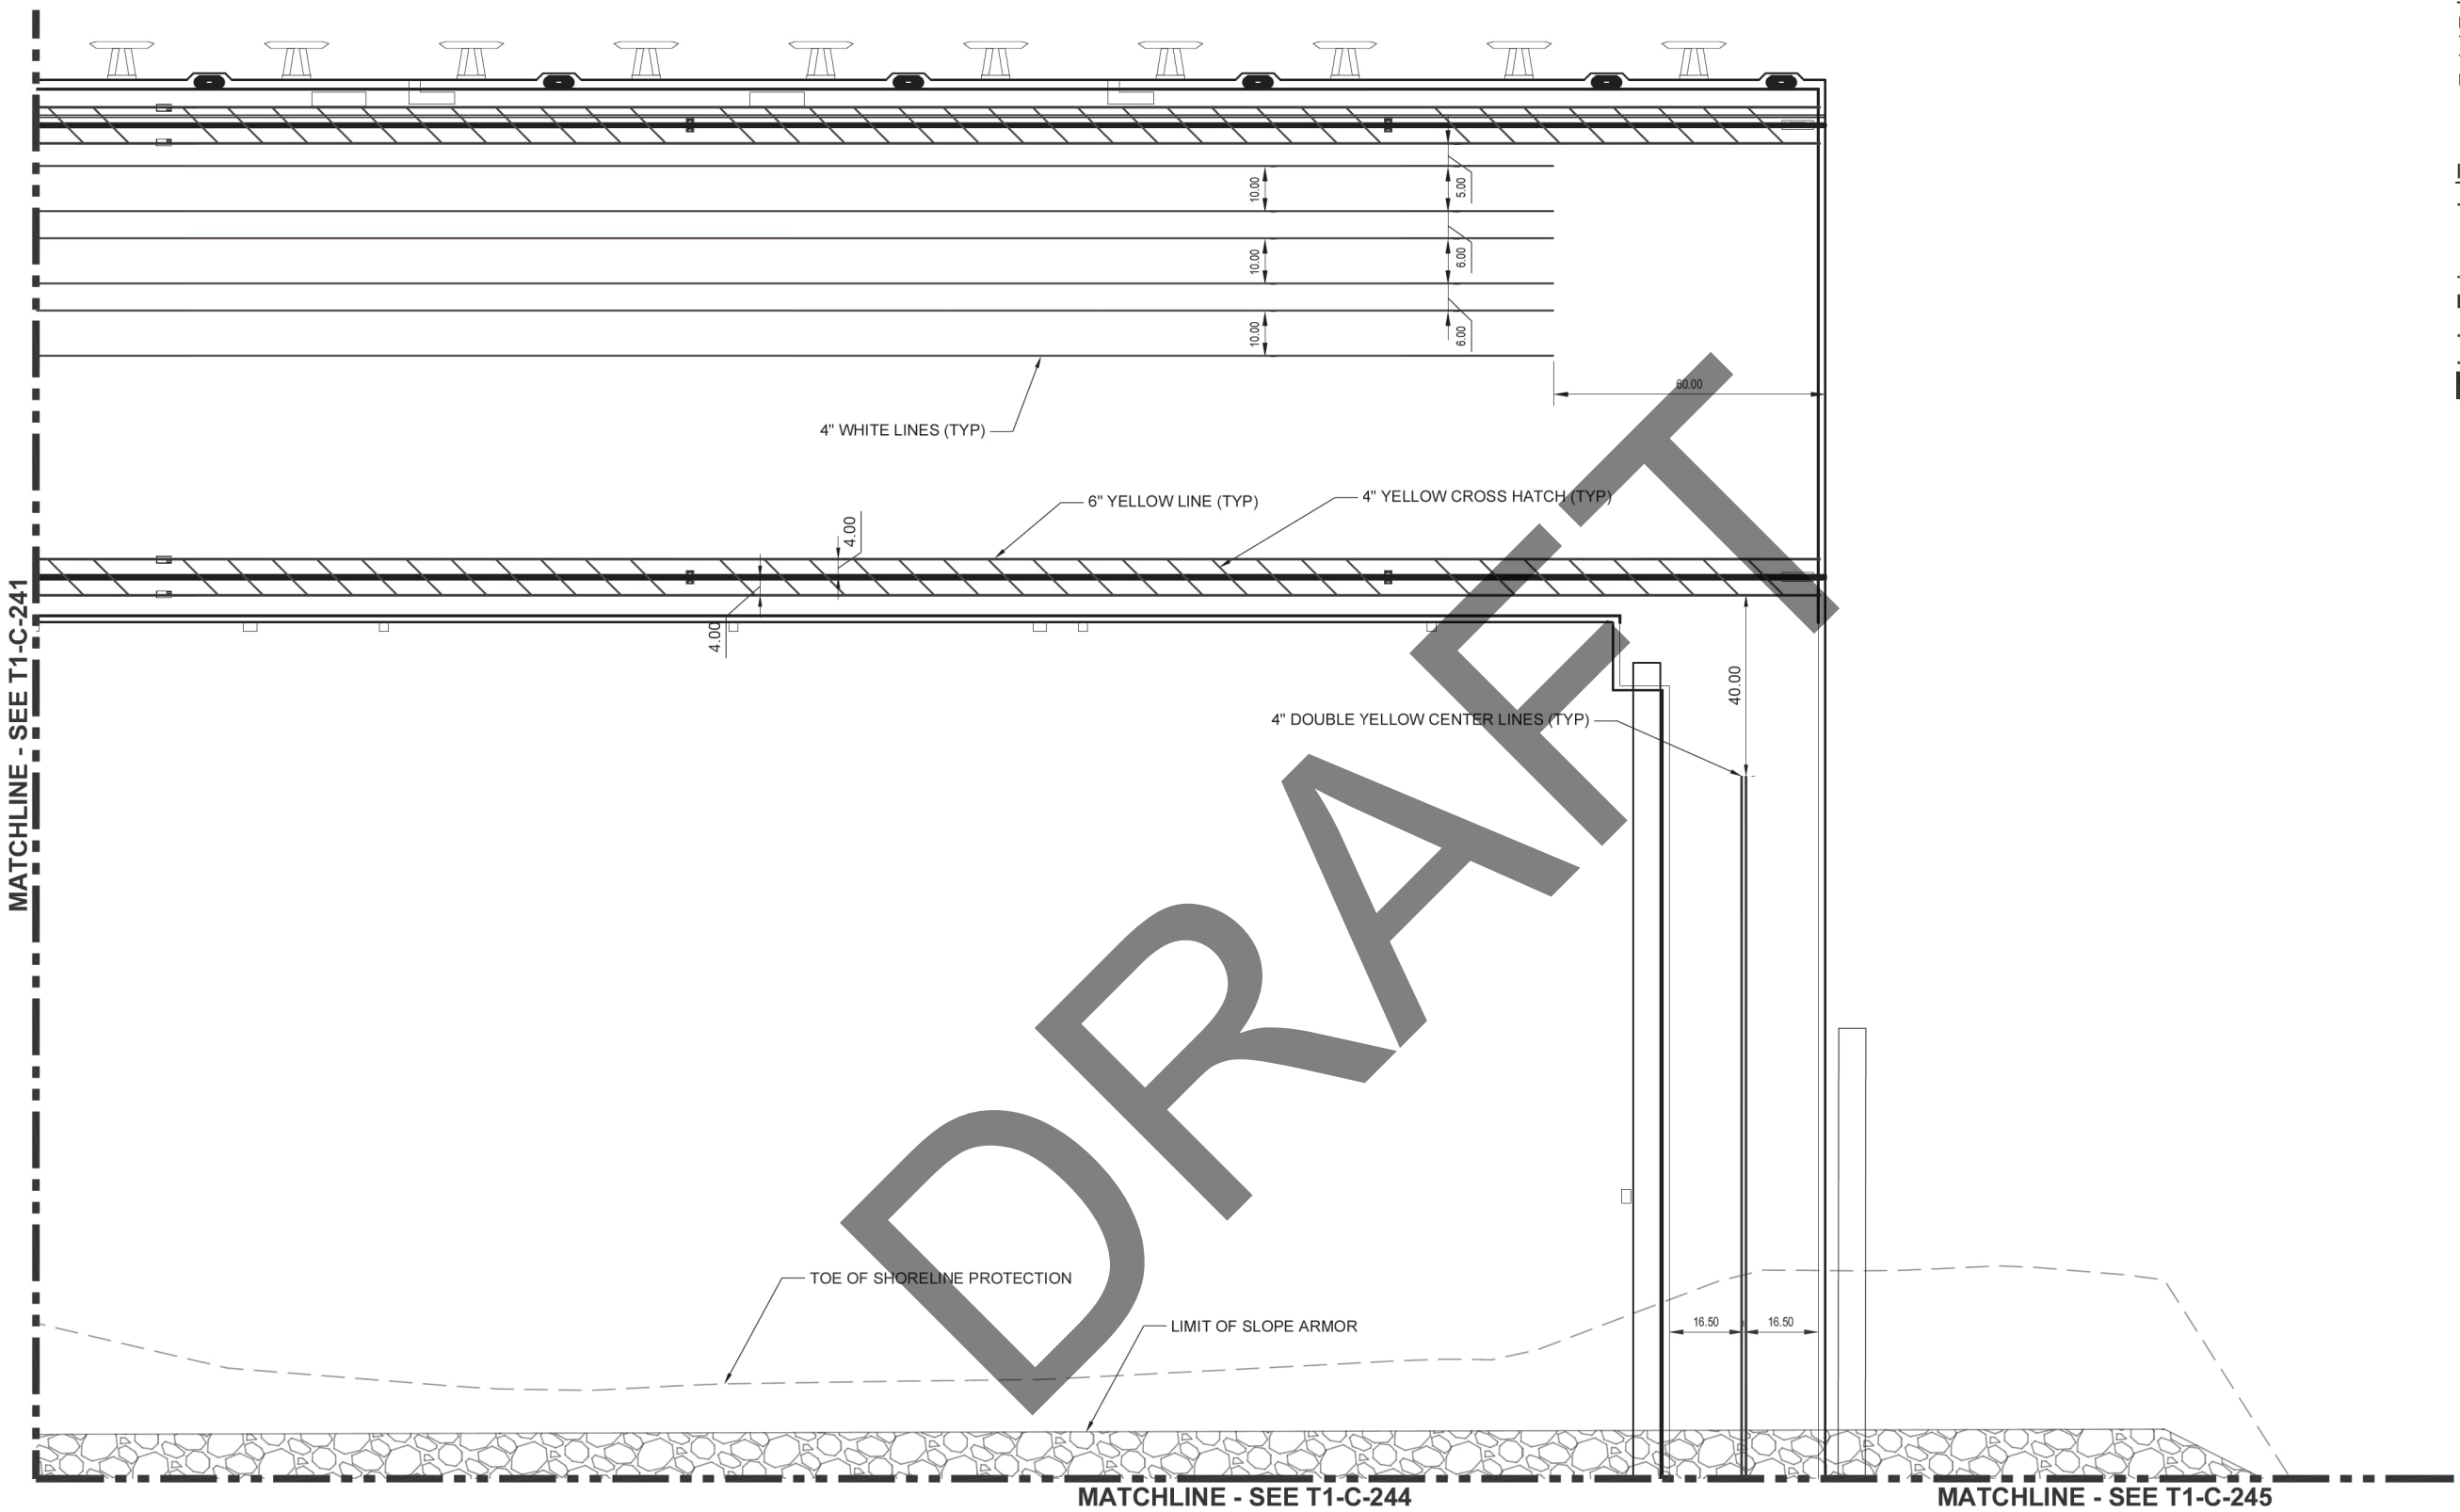 10.00
5.00
10.00
6.00
10.00
6.00
60.00
4" WHITE LINES (TYP)
6" YELLOW LINE (TYP)
4" YELLOW CROSS HATCH (TYP)
4.00
4.00
40.00
4" DOUBLE YELLOW CENTER LINES (TYP)
MATCHLINE - SEE T1-C-241
DRAFT
TOE OF SHORELINE PROTECTION
LIMIT OF SLOPE ARMOR
16.50
16.50
MATCHLINE - SEE T1-C-244
MATCHLINE - SEE T1-C-245